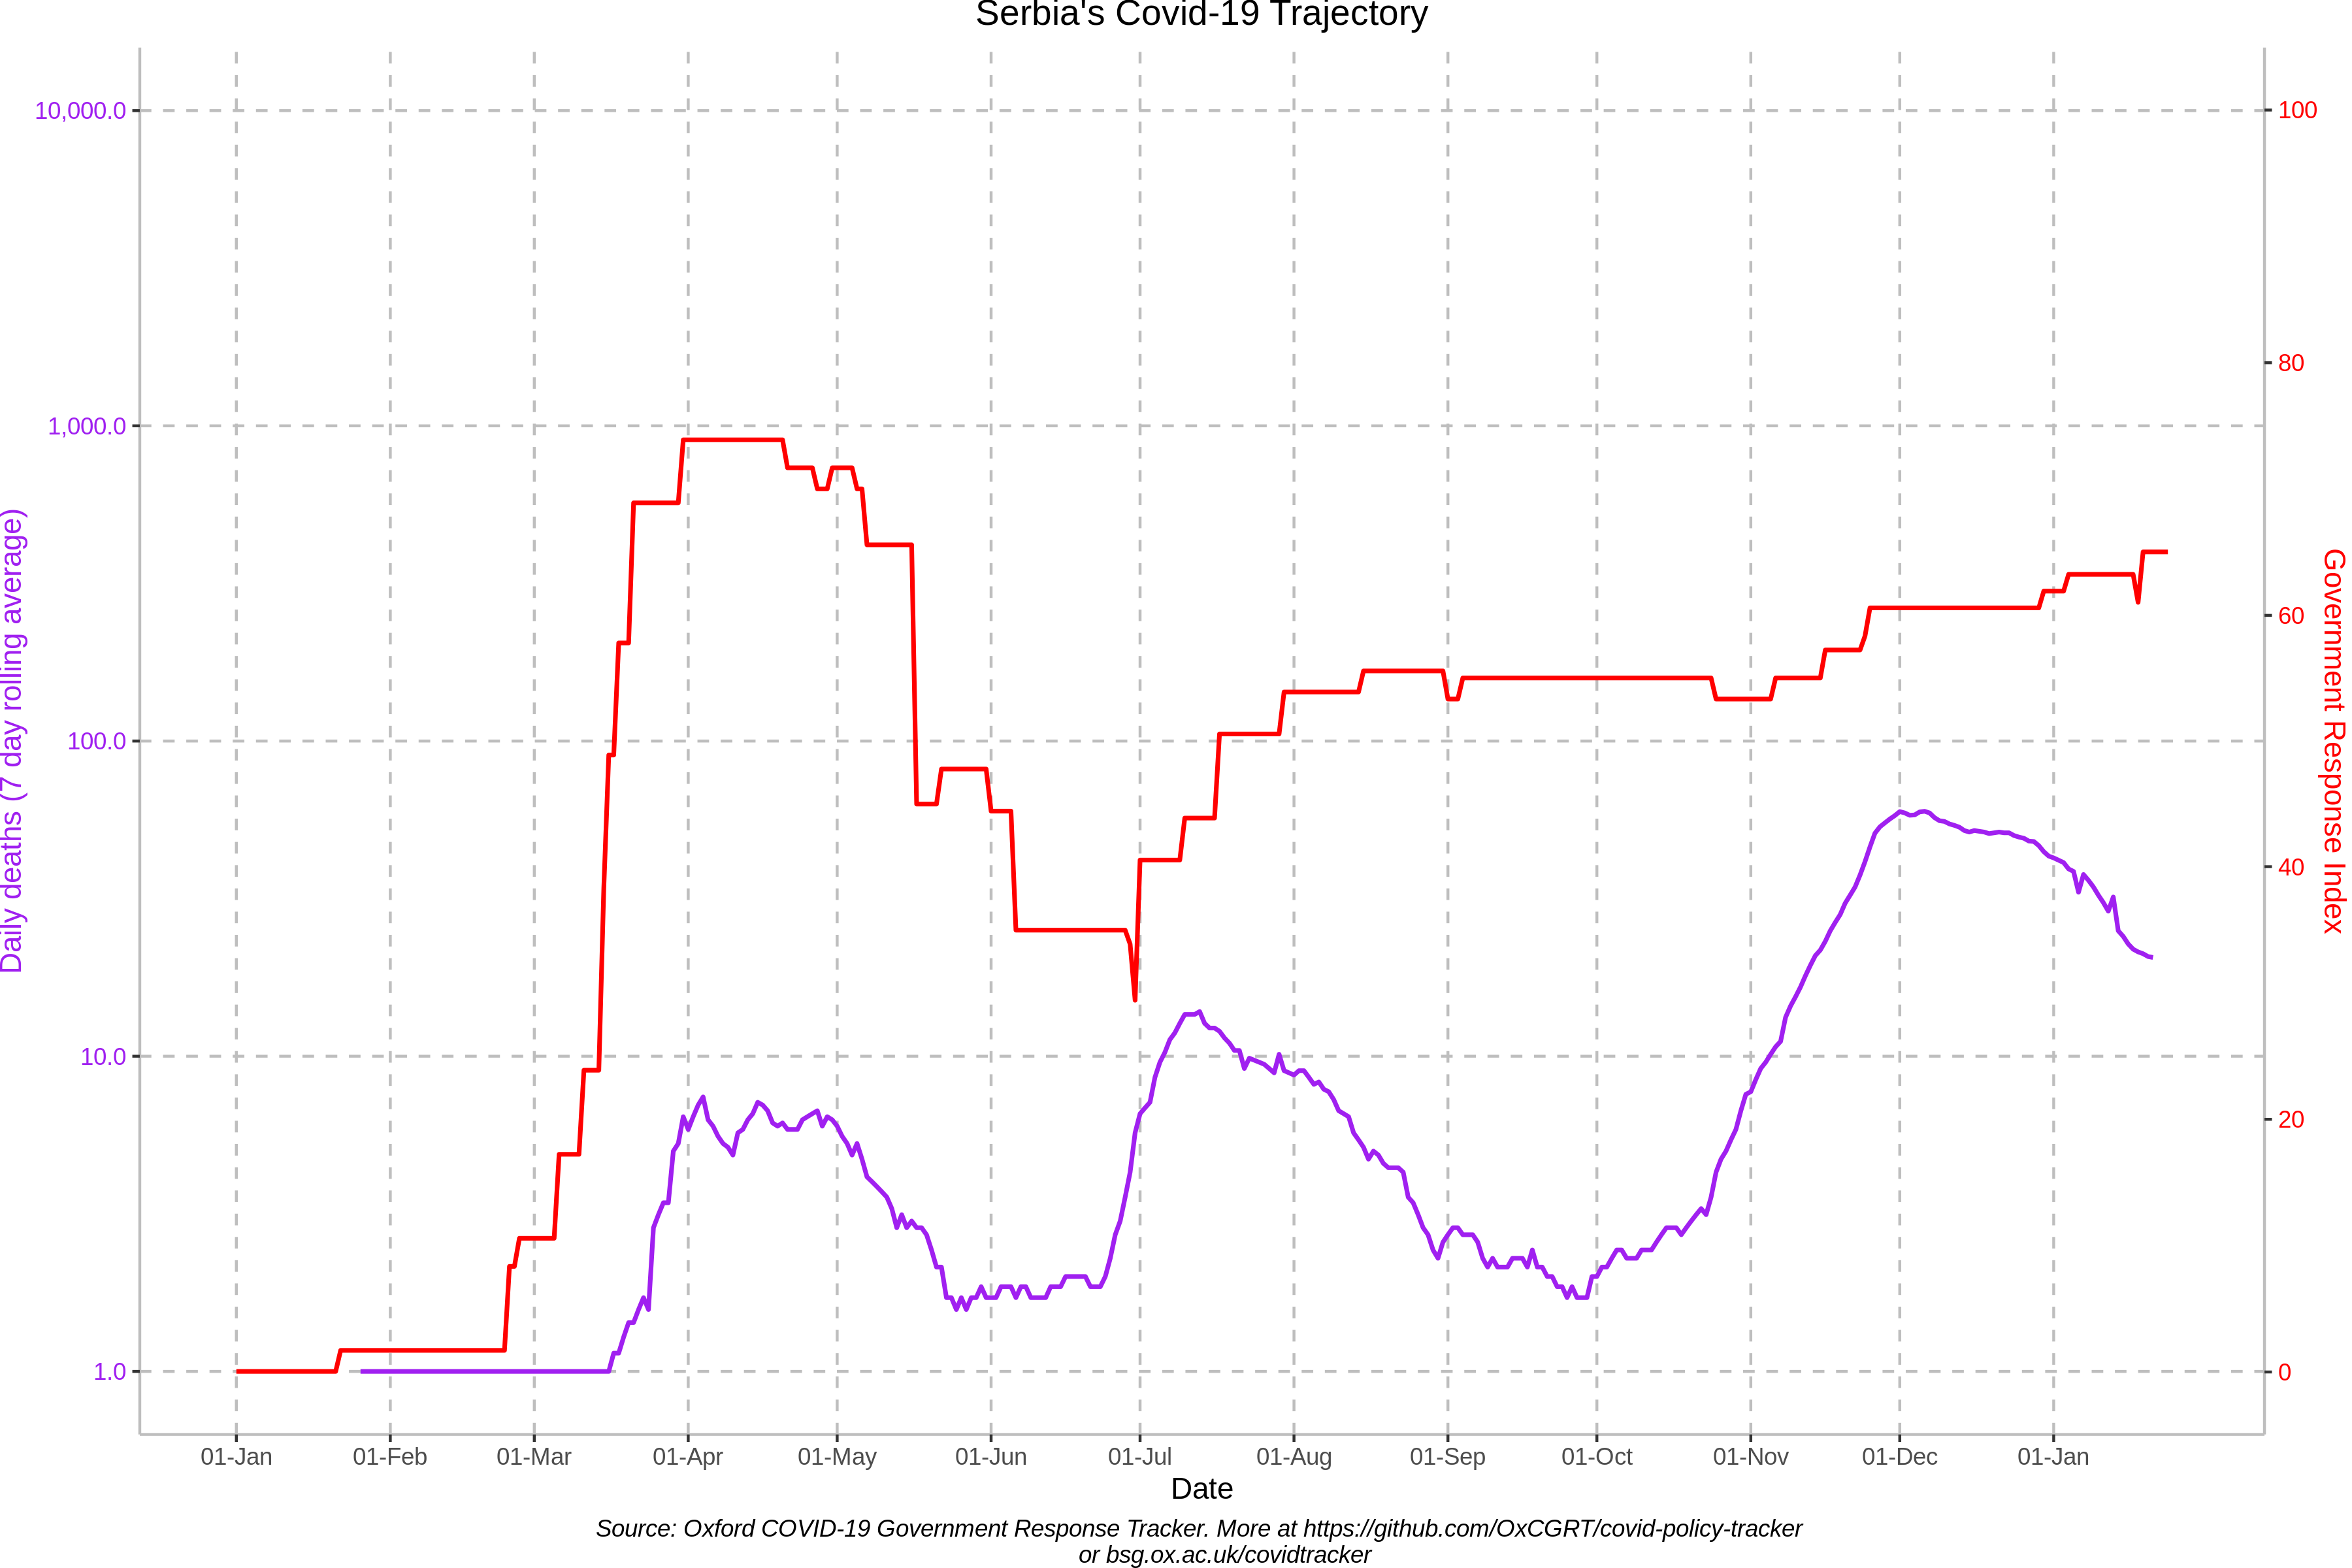 Serbia's Covid-19 Trajectory
10,000.0
1,000.0
100.0
10.0
1.0
Daily deaths (7 day rolling average)
100
80
60
40
20
0
Government Response Index
01-Jan 01-Feb 01-Mar 01-Apr 01-May 01-Jun 01-Jul 01-Aug 01-Sep 01-Oct 01-Nov 01-Dec 01-Jan
Date
Source: Oxford COVID-19 Government Response Tracker. More at https://github.com/OxCGRT/covid-policy-tracker
or bsg.ox.ac.uk/covidtracker